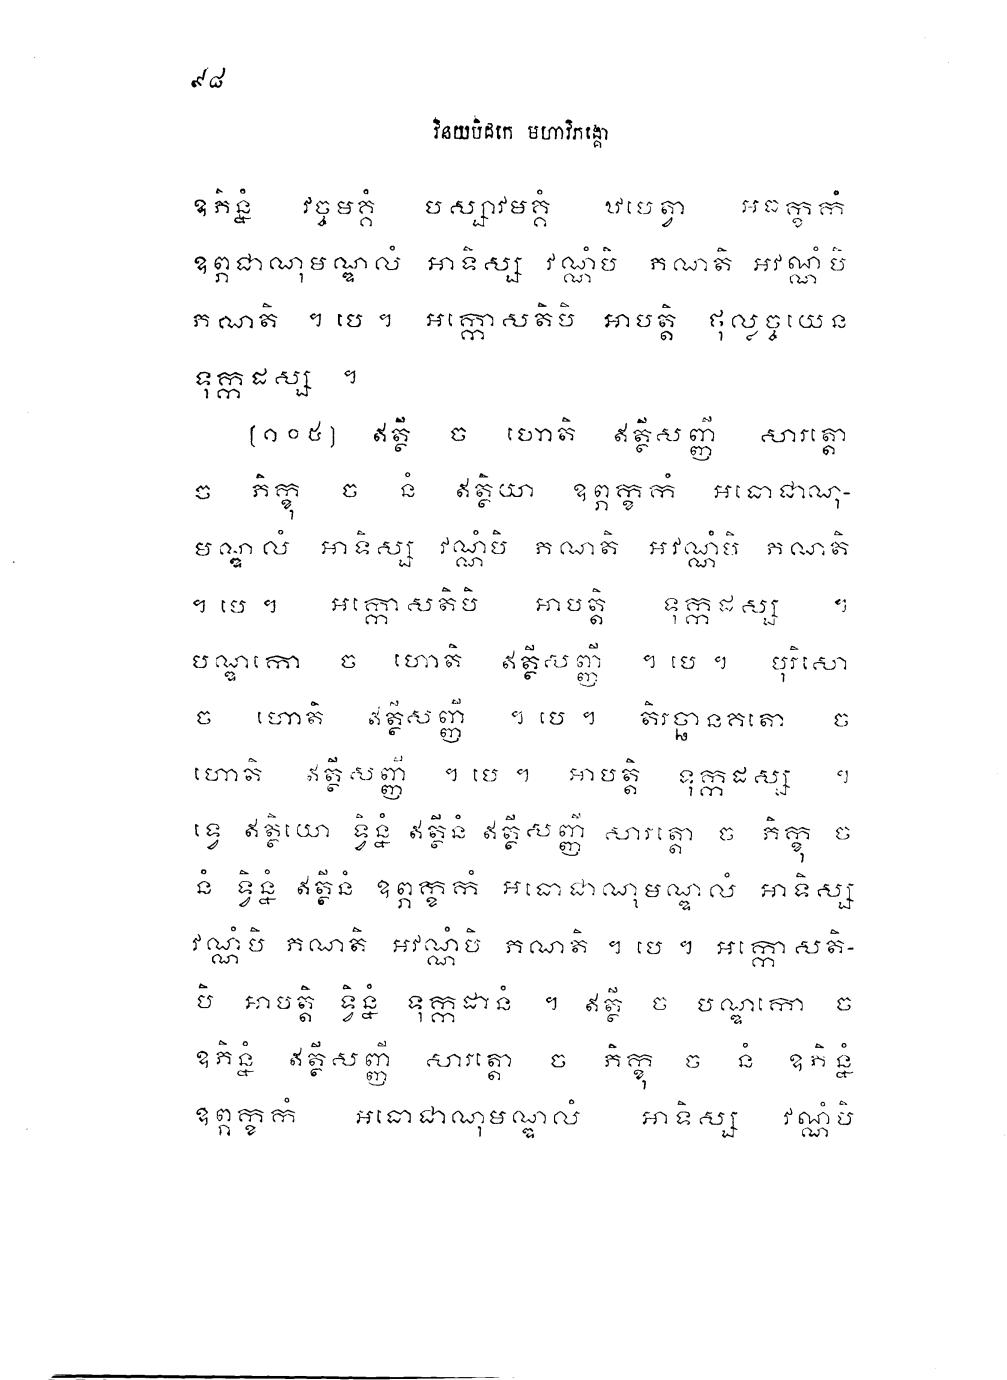 ៩៨
វិនយបិដកេ មហាវិភង្គោ
ឧភិន្នំ វច្ចមគ្គំ បស្សាវមគ្គំ ឋបេត្វា អធក្ខកំ
ឧព្ភជាណុមណ្ឌលំ អាទិស្ស វណ្ណំបិ ភណតិ អវណ្ណំបិ
ភណតិ ។ បេ ។ អក្កោសតិបិ អាបត្តិ ថុល្លច្ចយេន
ទុក្កដស្ស ។
[១០៥] ឥត្ថី ច ហោតិ ឥត្ថីសញ្ញី សារត្តោ
ច ភិក្ខុ ច នំ ឥត្ថិយា ឧព្ភក្ខកំ អធោជាណុ-
មណ្ឌលំ អាទិស្ស វណ្ណំបិ ភណតិ អវណ្ណំបិ ភណតិ
។ បេ ។ អក្កោសតិបិ អាបត្តិ ទុក្កដស្ស ។
បណ្ឌកោ ច ហោតិ ឥត្ថីសញ្ញី ។ បេ ។ បុរិសោ
ច ហោតិ ឥត្ថីសញ្ញី ។ បេ ។ តិរច្ឆានគតោ ច
ហោតិ ឥត្ថីសញ្ញី ។ បេ ។ អាបត្តិ ទុក្កដស្ស ។
ទ្វេ ឥត្ថិយោ ទ្វិន្នំ ឥត្ថីនំ ឥត្ថីសញ្ញី សារត្តោ ច ភិក្ខុ ច
នំ ទ្វិន្នំ ឥត្ថីនំ ឧព្ភក្ខកំ អធោជាណុមណ្ឌលំ អាទិស្ស
វណ្ណំបិ ភណតិ អវណ្ណំបិ ភណតិ ។ បេ ។ អក្កោសតិ-
បិ អាបត្តិ ទ្វិន្នំ ទុក្កដានំ ។ ឥត្ថី ច បណ្ឌកោ ច
ឧភិន្នំ ឥត្ថីសញ្ញី សារត្តោ ច ភិក្ខុ ច នំ ឧភិន្នំ
ឧព្ភក្ខកំ អធោជាណុមណ្ឌលំ អាទិស្ស វណ្ណំបិ